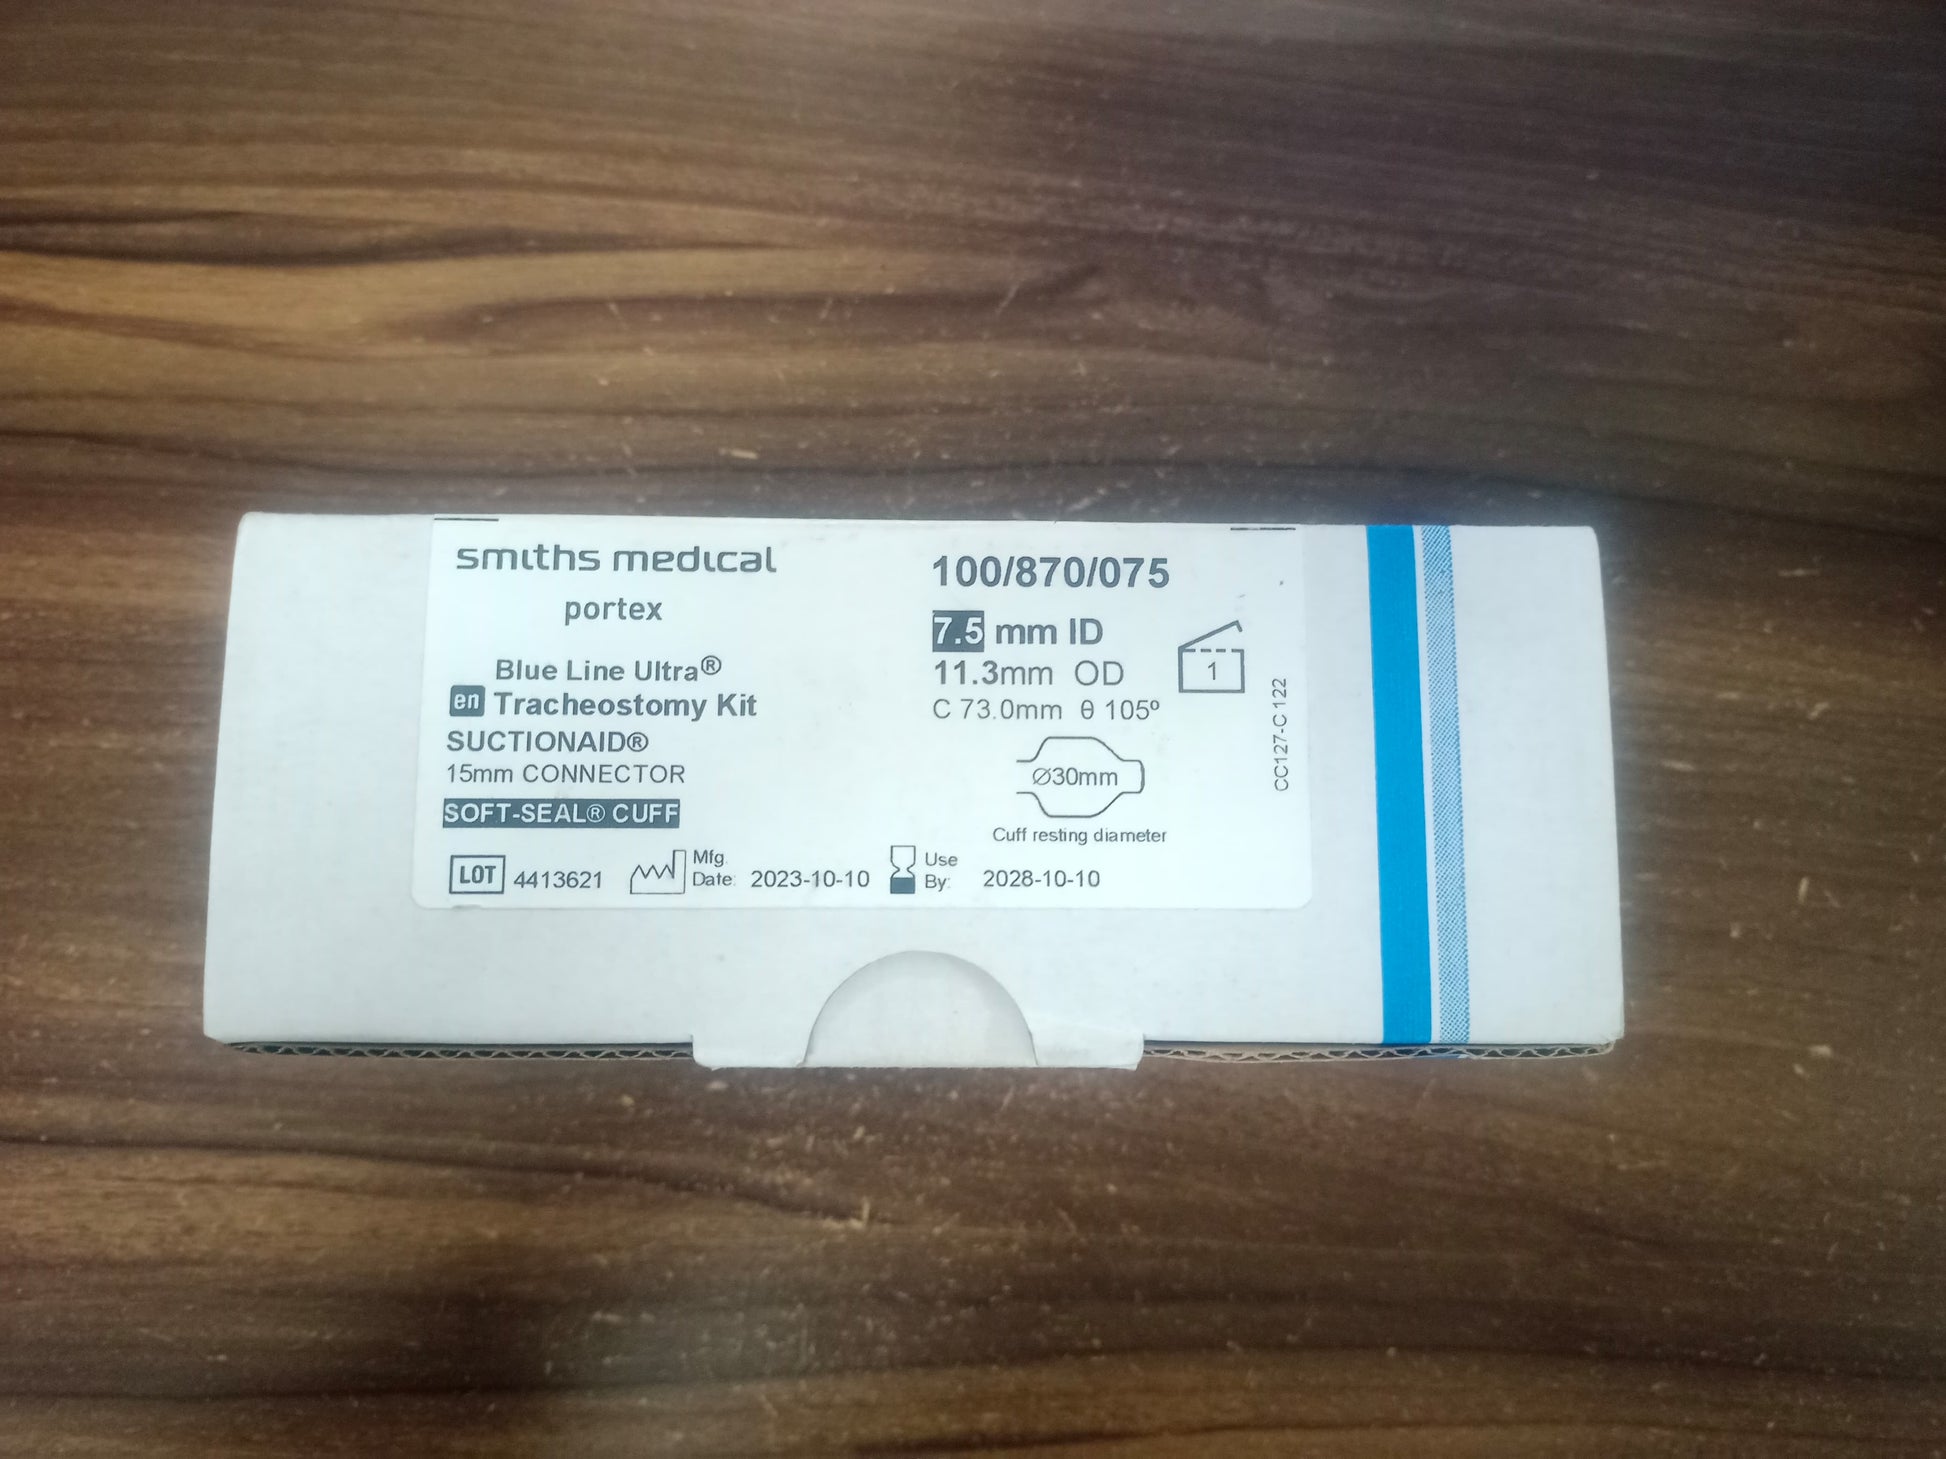 smiths medical
portex
Blue Line Ultra®
en Tracheostomy Kit
SUCTIONAID®
15mm CONNECTOR
SOFT-SEAL® CUFF
100/870/075
7.5 mm ID
11.3mm OD
C 73.0mm θ 105º
1
Ø30mm
Cuff resting diameter
CC127-C122
LOT 4413621
Mfg.
Date: 2023-10-10
Use
By: 2028-10-10